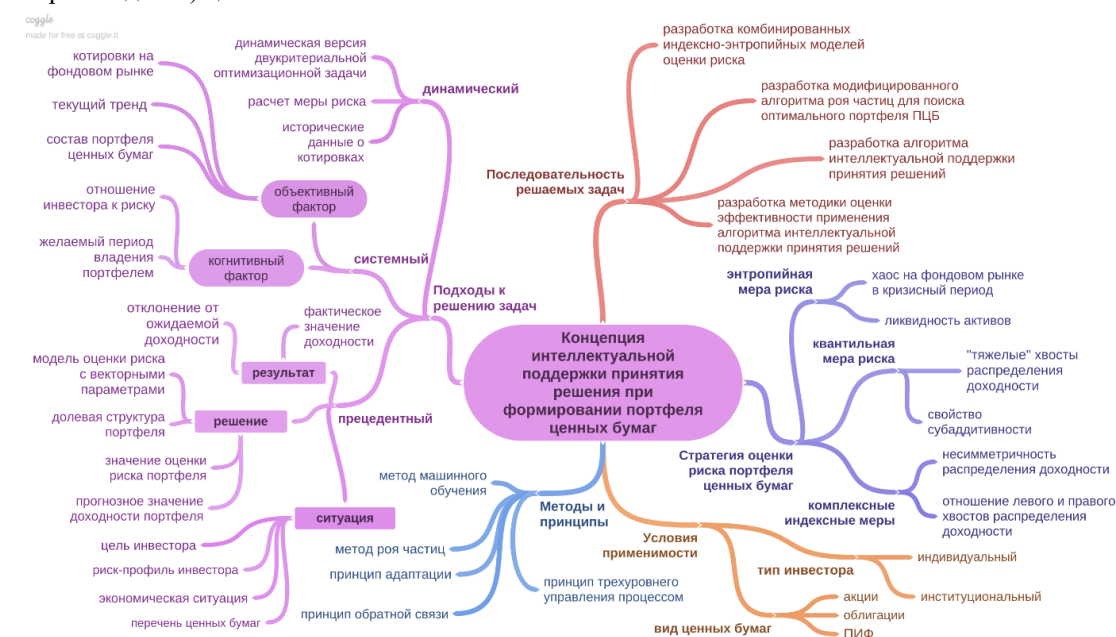 coggle
made for free at coggle.it
Концепция
интеллектуальной
поддержки принятия
решения при
формировании портфеля
ценных бумаг
Последовательность
решаемых задач
разработка комбинированных
индексно-энтропийных моделей
оценки риска
разработка модифицированного
алгоритма роя частиц для поиска
оптимального портфеля ПЦБ
разработка алгоритма
интеллектуальной поддержки
принятия решений
разработка методики оценки
эффективности применения
алгоритма интеллектуальной
поддержки принятия решений
Стратегия оценки
риска портфеля
ценных бумаг
энтропийная
мера риска
хаос на фондовом рынке
в кризисный период
ликвидность активов
квантильная
мера риска
"тяжелые" хвосты
распределения
доходности
свойство
субаддитивности
комплексные
индексные меры
несимметричность
распределения доходности
отношение левого и правого
хвостов распределения
доходности
Условия
применимости
тип инвестора
индивидуальный
институциональный
вид ценных бумаг
акции
облигации
ПИФ
Методы и
принципы
метод машинного
обучения
метод роя частиц
принцип адаптации
принцип обратной связи
принцип трехуровнего
управления процессом
Подходы к
решению задач
динамический
динамическая версия
двукритериальной
оптимизационной задачи
расчет меры риска
исторические
данные о
котировках
системный
объективный
фактор
котировки на
фондовом рынке
текущий тренд
состав портфеля
ценных бумаг
когнитивный
фактор
отношение
инвестора к риску
желаемый период
владения
портфелем
прецедентный
результат
отклонение от
ожидаемой
доходности
фактическое
значение
доходности
решение
модель оценки риска
с векторными
параметрами
долевая структура
портфеля
значение оценки
риска портфеля
прогнозное значение
доходности портфеля
ситуация
цель инвестора
риск-профиль инвестора
экономическая ситуация
перечень ценных бумаг